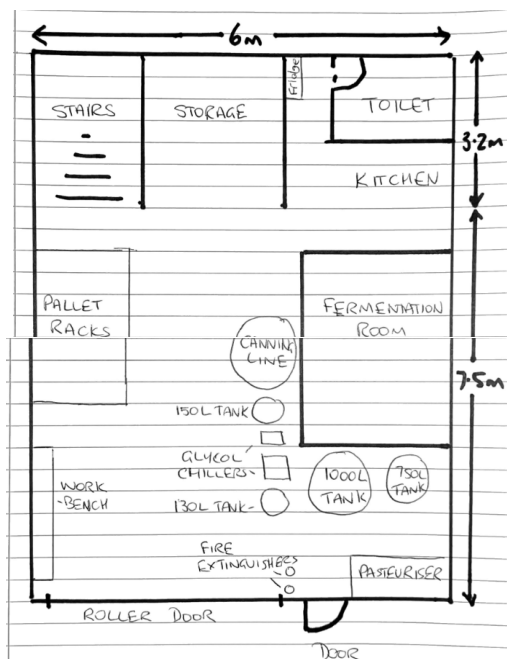 6m
STAIRS
STORAGE
Fridge
TOILET
3.2m
KITCHEN
PALLET
RACKS
FERMENTATION
ROOM
CANNING
LINE
7.5m
150L TANK
GLYCOL
CHILLERS
1000L
TANK
750L
TANK
WORK
-BENCH
130L TANK
FIRE
EXTINGUISHERS
PASTEURISER
ROLLER DOOR
DOOR